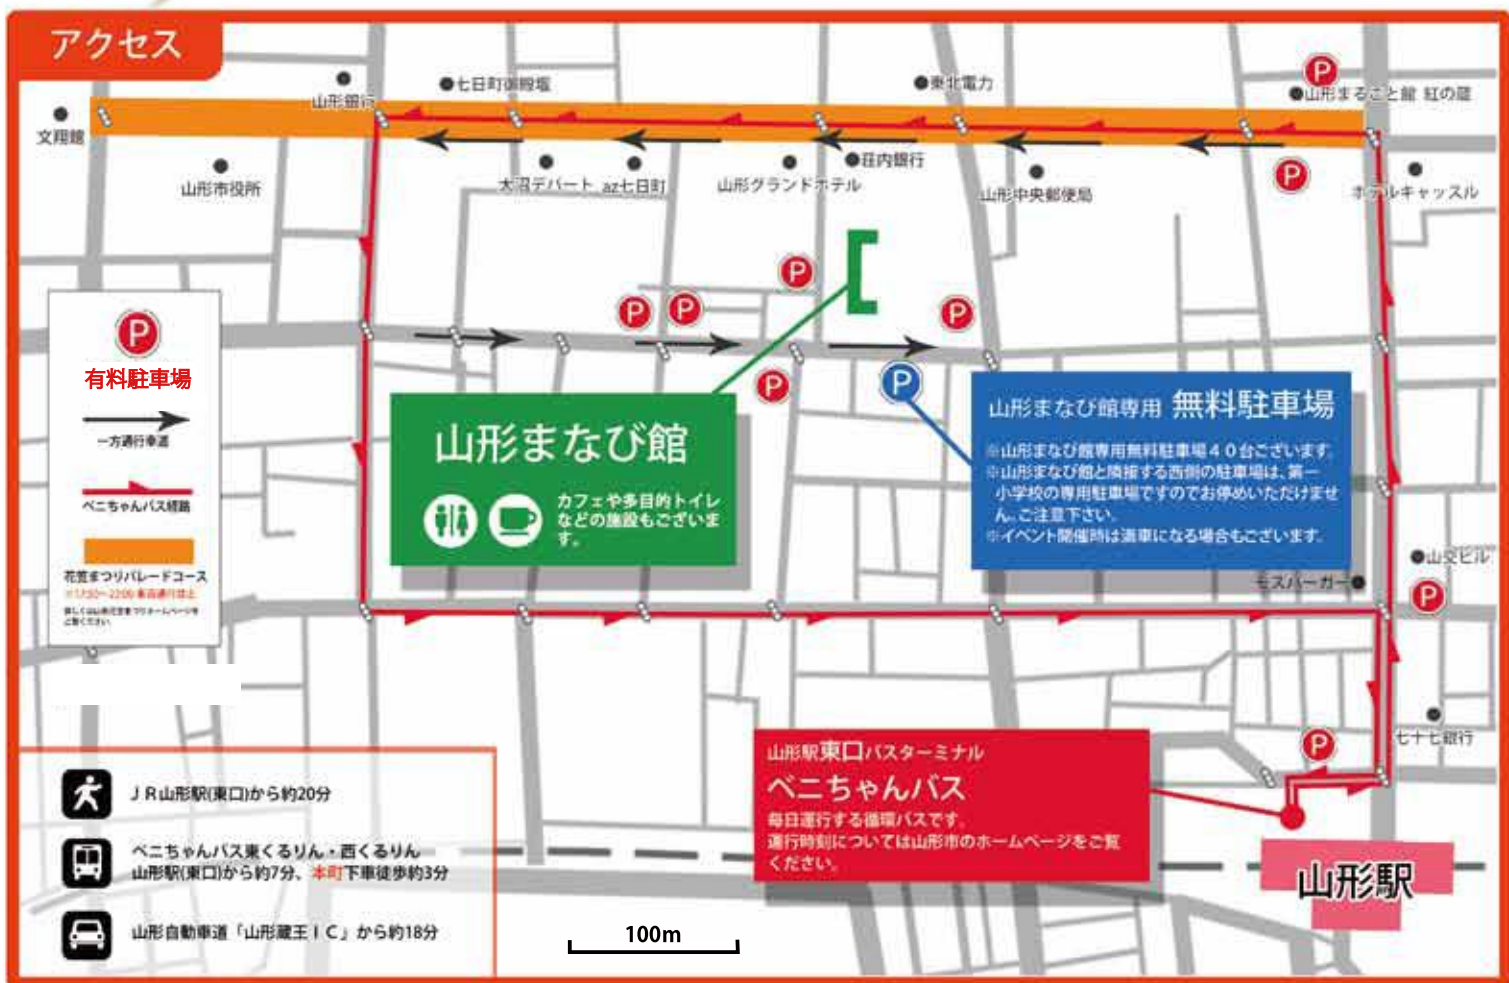 アクセス
山形銀行
七日町御殿堰
東北電力
山形まるごと館 紅の蔵
文翔館
山形市役所
大沼デパート
az七日町
山形グランドホテル
荘内銀行
山形中央郵便局
ホテルキャッスル
P
P
P
P
P
P
P
P
P
有料駐車場
一方通行車道
ベニちゃんバス経路
花笠まつりパレードコース
ご覧ください。
山形まなび館
カフェや多目的トイレ
などの施設もございま
す。
P
山形まなび館専用 無料駐車場
※山形まなび館専用無料駐車場40台ございます。
※山形まなび館と隣接する西側の駐車場は、第一
小学校の専用駐車場ですのでお停めいただけませ
ん。ご注意下さい。
※イベント開催時は満車になる場合もございます。
山交ビル
モスバーガー
P
七十七銀行
P
山形駅東口バスターミナル
ベニちゃんバス
毎日運行する循環バスです。
運行時刻については山形市のホームページをご覧
ください。
山形駅
JR山形駅(東口)から約20分
ベニちゃんバス東くるりん・西くるりん
山形駅(東口)から約7分、本町下車徒歩約3分
山形自動車道「山形蔵王IC」から約18分
100m